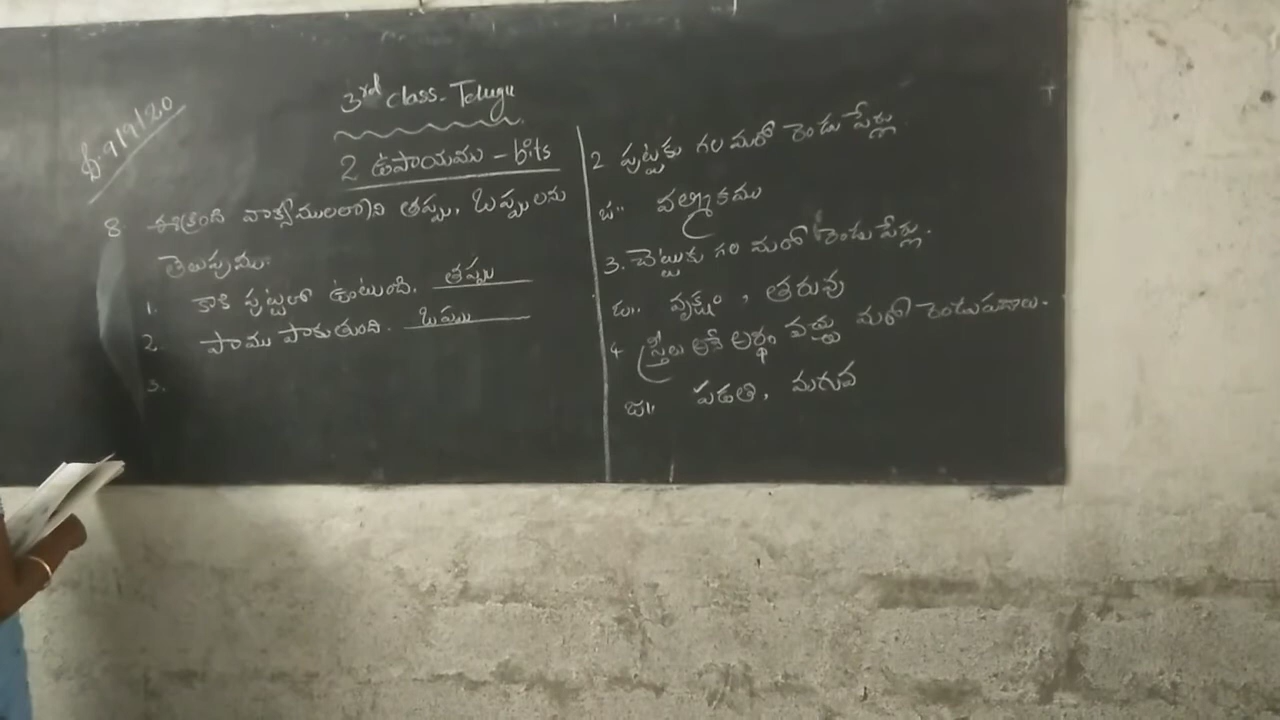 9/9/20
3rd class - Telugu
2 ఉపాయము - bits
8. ఈక్రింది వాక్యములలోని తప్పు, ఒప్పులను
తెలుపుము.
1. కాకి పుట్టలో ఉంటుంది. తప్పు
2. పాము పాకుతుంది. ఒప్పు
3.
2 పుట్టకు గల మరో రెండు పేర్లు
జ.. వల్మీకము
3. చెట్టుకు గల మరో రెండు పేర్లు.
జ.. వృక్షం, తరువు
4 స్త్రీలు అనే అర్థం వచ్చు మరో రెండు పదాలు.
జ.. పడతి, మగువ